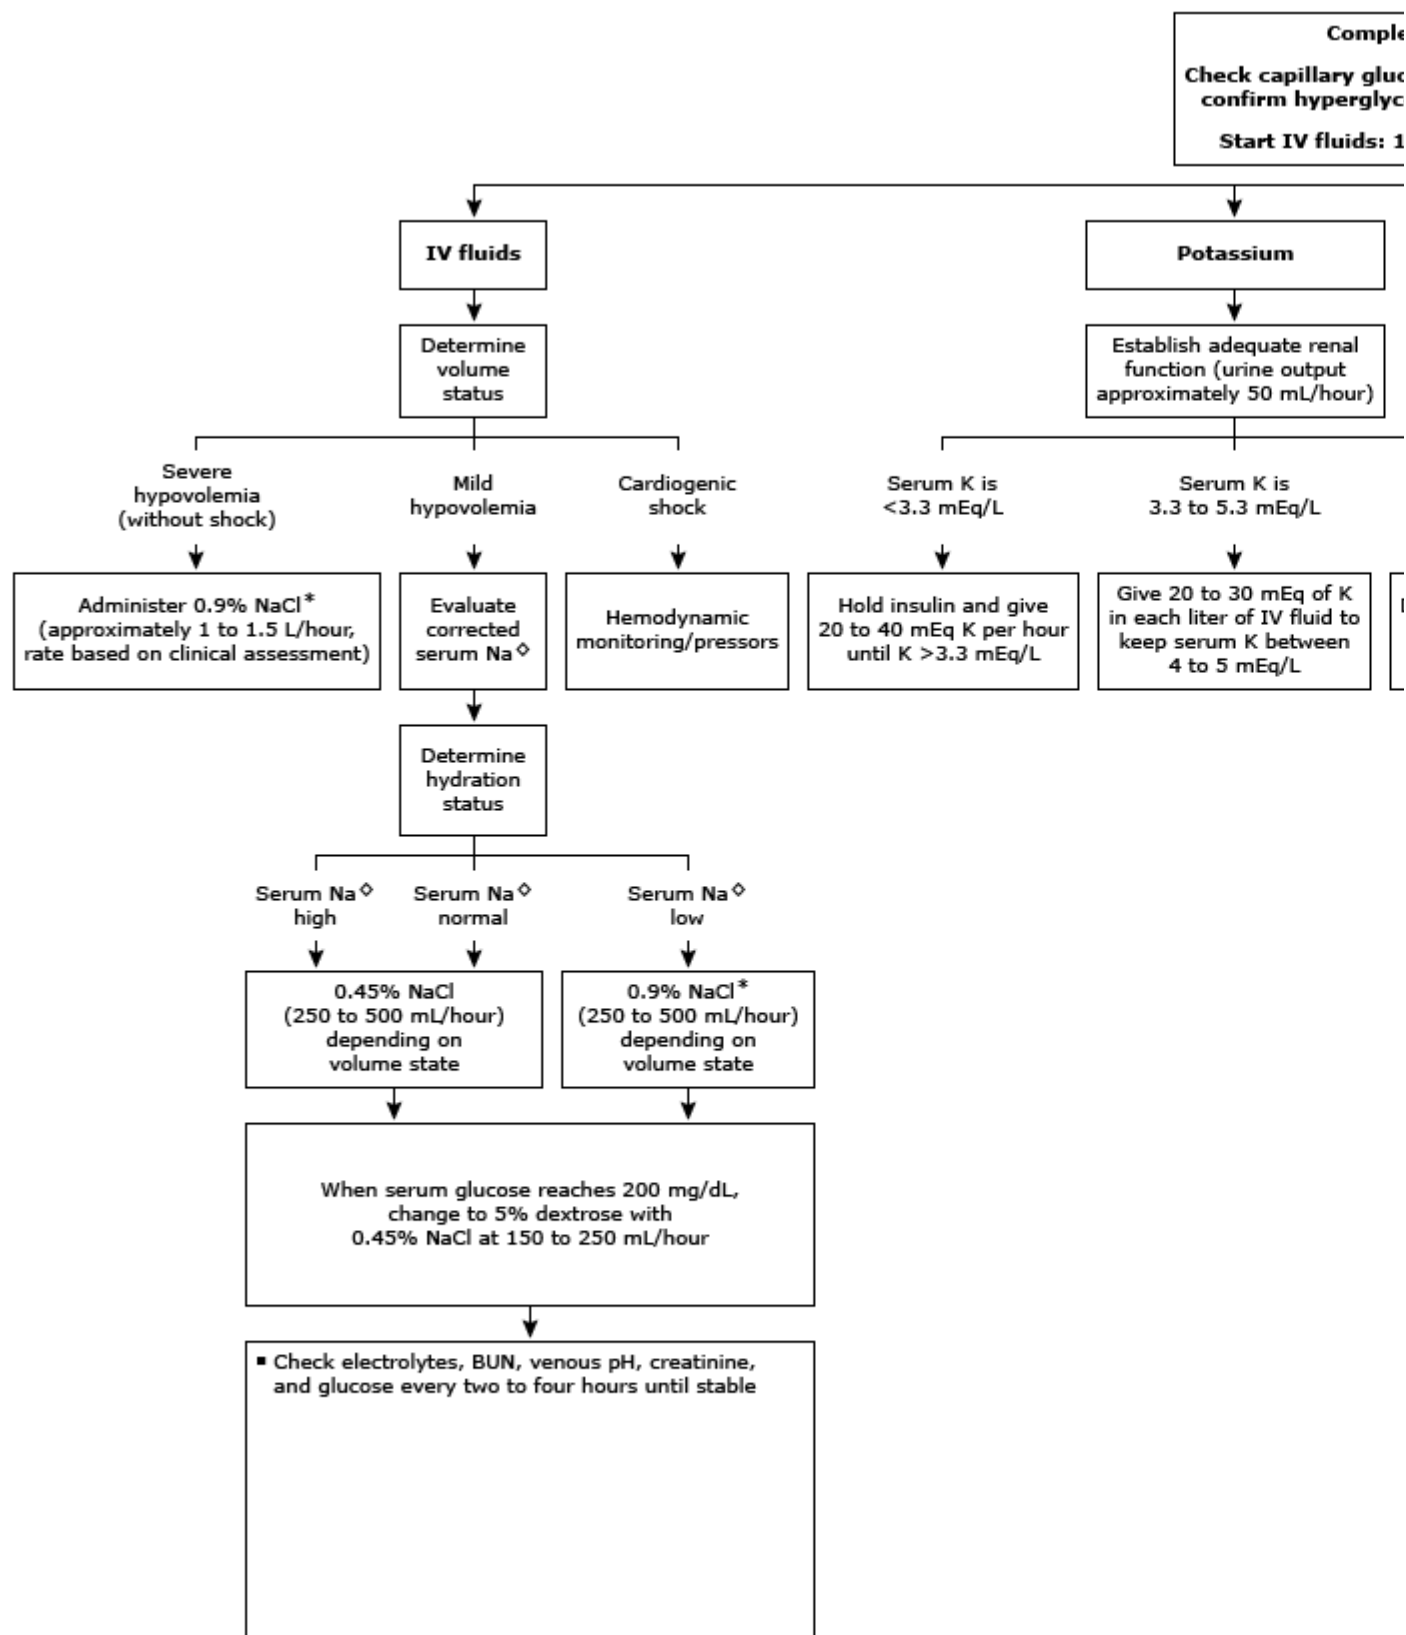 Comple
Check capillary gluc
confirm hyperglyc
Start IV fluids: 1
IV fluids
Determine
volume
status
Severe
hypovolemia
(without shock)
Mild
hypovolemia
Cardiogenic
shock
Administer 0.9% NaCl*
(approximately 1 to 1.5 L/hour,
rate based on clinical assessment)
Evaluate
corrected
serum Na◇
Hemodynamic
monitoring/pressors
Determine
hydration
status
Serum Na◇
high
Serum Na◇
normal
Serum Na◇
low
0.45% NaCl
(250 to 500 mL/hour)
depending on
volume state
0.9% NaCl*
(250 to 500 mL/hour)
depending on
volume state
When serum glucose reaches 200 mg/dL,
change to 5% dextrose with
0.45% NaCl at 150 to 250 mL/hour
▪ Check electrolytes, BUN, venous pH, creatinine,
and glucose every two to four hours until stable
Potassium
Establish adequate renal
function (urine output
approximately 50 mL/hour)
Serum K is
<3.3 mEq/L
Serum K is
3.3 to 5.3 mEq/L
Hold insulin and give
20 to 40 mEq K per hour
until K >3.3 mEq/L
Give 20 to 30 mEq of K
in each liter of IV fluid to
keep serum K between
4 to 5 mEq/L